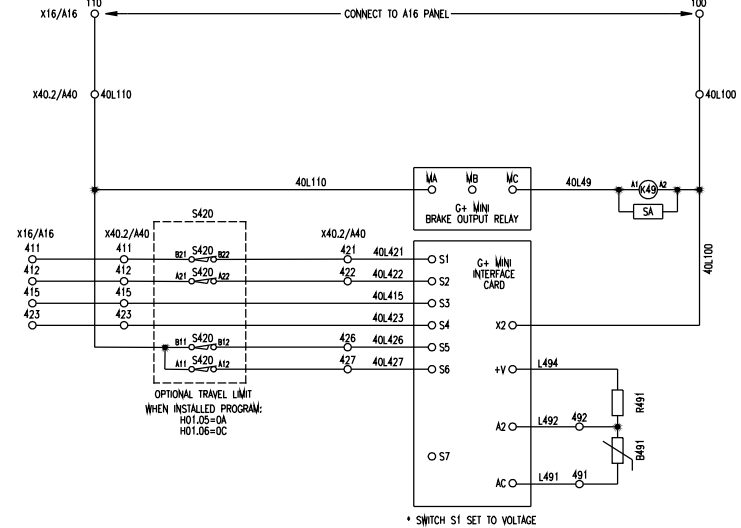 110
100
X16/A16
CONNECT TO A16 PANEL
X40.2/A40
40L110
40L100
MA MB MC
40L110
40L49
A1 K49 A2
SA
G+ MINI
BRAKE OUTPUT RELAY
S420
X16/A16
X40.2/A40
X40.2/A40
40L100
411 411 B21 S420 B22 421 40L421 S1
G+ MINI
INTERFACE
CARD
412 412 A21 S420 A22 422 40L422 S2
415 415 40L415 S3
423 423 40L423 S4
X2
B11 S420 B12 426 40L426 S5
A11 S420 A12 427 40L427 S6
+V L494
R491
OPTIONAL TRAVEL LIMIT
WHEN INSTALLED PROGRAM:
H01.05=0A
H01.06=0C
A2 L492 492
B491
S7
AC L491 491
* SWITCH S1 SET TO VOLTAGE